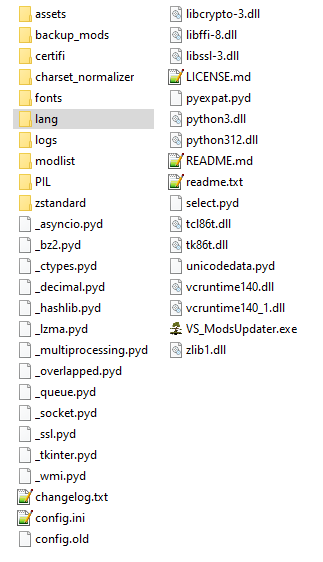 assets
backup_mods
certifi
charset_normalizer
fonts
lang
logs
modlist
PIL
zstandard
_asyncio.pyd
_bz2.pyd
_ctypes.pyd
_decimal.pyd
_hashlib.pyd
_lzma.pyd
_multiprocessing.pyd
_overlapped.pyd
_queue.pyd
_socket.pyd
_ssl.pyd
_tkinter.pyd
_wmi.pyd
changelog.txt
config.ini
config.old
libcrypto-3.dll
libffi-8.dll
libssl-3.dll
LICENSE.md
pyexpat.pyd
python3.dll
python312.dll
README.md
readme.txt
select.pyd
tcl86t.dll
tk86t.dll
unicodedata.pyd
vcruntime140.dll
vcruntime140_1.dll
VS_ModsUpdater.exe
zlib1.dll